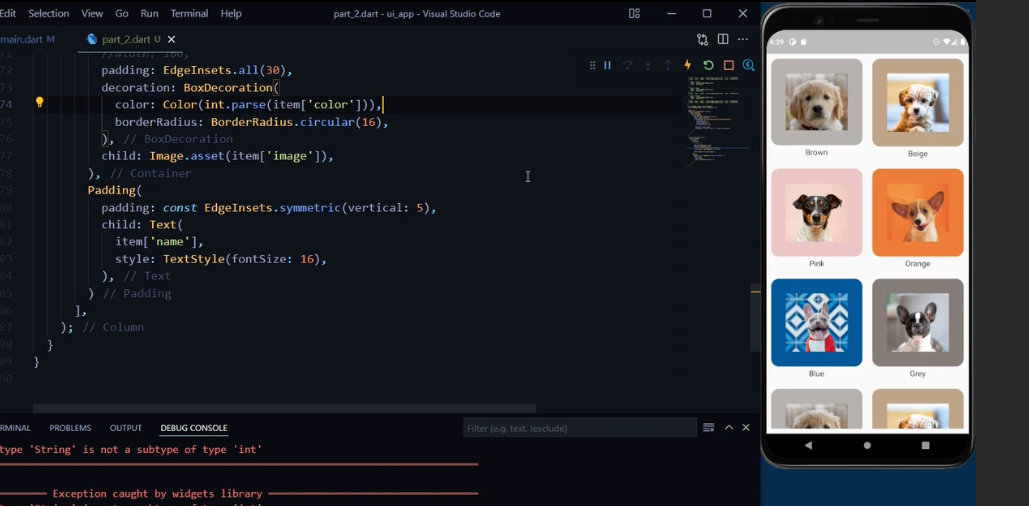 Edit Selection View Go Run Terminal Help
part_2.dart - ui_app - Visual Studio Code
main.dart M
part_2.dart U
//width: 180,
72 padding: EdgeInsets.all(30),
73 decoration: BoxDecoration(
74 color: Color(int.parse(item['color'])),
75 borderRadius: BorderRadius.circular(16),
76 ), // BoxDecoration
77 child: Image.asset(item['image']),
78 ), // Container
79 Padding(
80 padding: const EdgeInsets.symmetric(vertical: 5),
81 child: Text(
82 item['name'],
83 style: TextStyle(fontSize: 16),
84 ), // Text
85 ) // Padding
86 ],
87 ); // Column
88 }
89 }
90
RMINAL PROBLEMS OUTPUT DEBUG CONSOLE
Filter (e.g. text, !exclude)
type 'String' is not a subtype of type 'int'
Exception caught by widgets library
6:29
Brown Beige
Pink Orange
Blue Grey